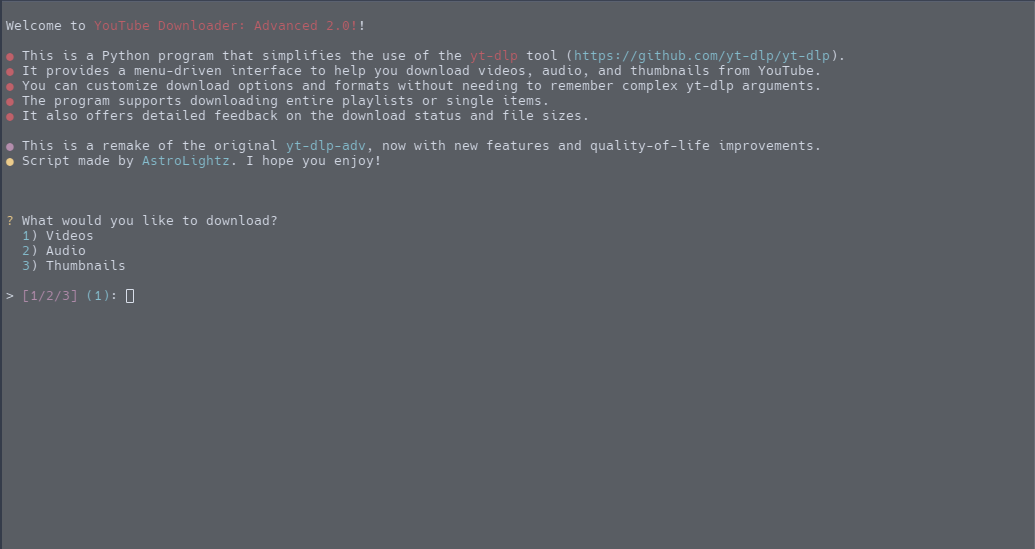 Welcome to YouTube Downloader: Advanced 2.0!!
● This is a Python program that simplifies the use of the yt-dlp tool (https://github.com/yt-dlp/yt-dlp).
● It provides a menu-driven interface to help you download videos, audio, and thumbnails from YouTube.
● You can customize download options and formats without needing to remember complex yt-dlp arguments.
● The program supports downloading entire playlists or single items.
● It also offers detailed feedback on the download status and file sizes.
● This is a remake of the original yt-dlp-adv, now with new features and quality-of-life improvements.
● Script made by AstroLightz. I hope you enjoy!
? What would you like to download?
1) Videos
2) Audio
3) Thumbnails
> [1/2/3] (1):